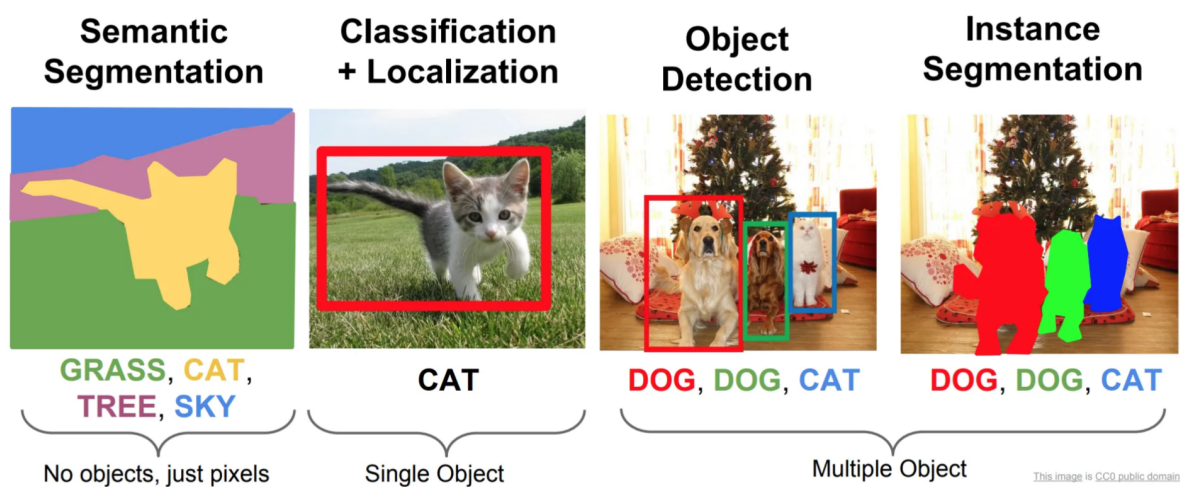 Semantic
Segmentation
Classification
+ Localization
Object
Detection
Instance
Segmentation
GRASS, CAT,
TREE, SKY
CAT
DOG, DOG, CAT
DOG, DOG, CAT
No objects, just pixels
Single Object
Multiple Object
This image is CC0 public domain